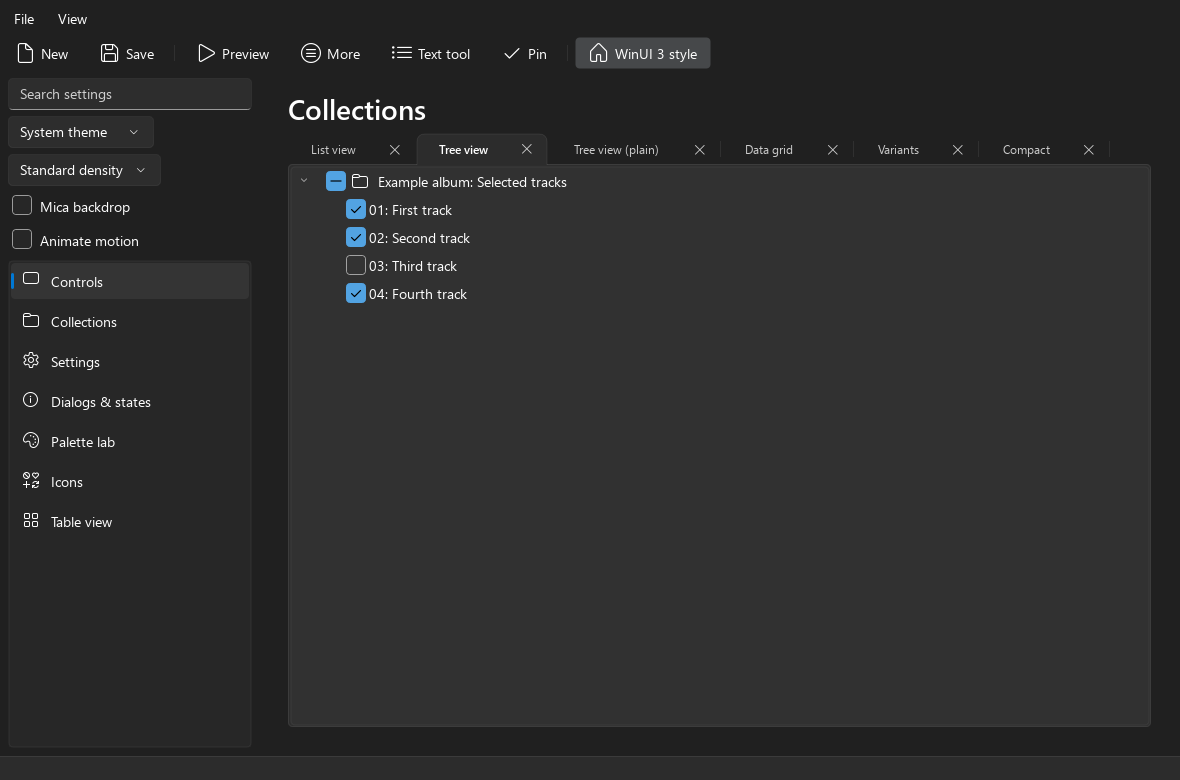 File View
New Save Preview More Text tool Pin WinUI 3 style
Search settings
System theme
Standard density
Mica backdrop
Animate motion
Controls
Collections
Settings
Dialogs & states
Palette lab
Icons
Table view
Collections
List view Tree view Tree view (plain) Data grid Variants Compact
Example album: Selected tracks
01: First track
02: Second track
03: Third track
04: Fourth track